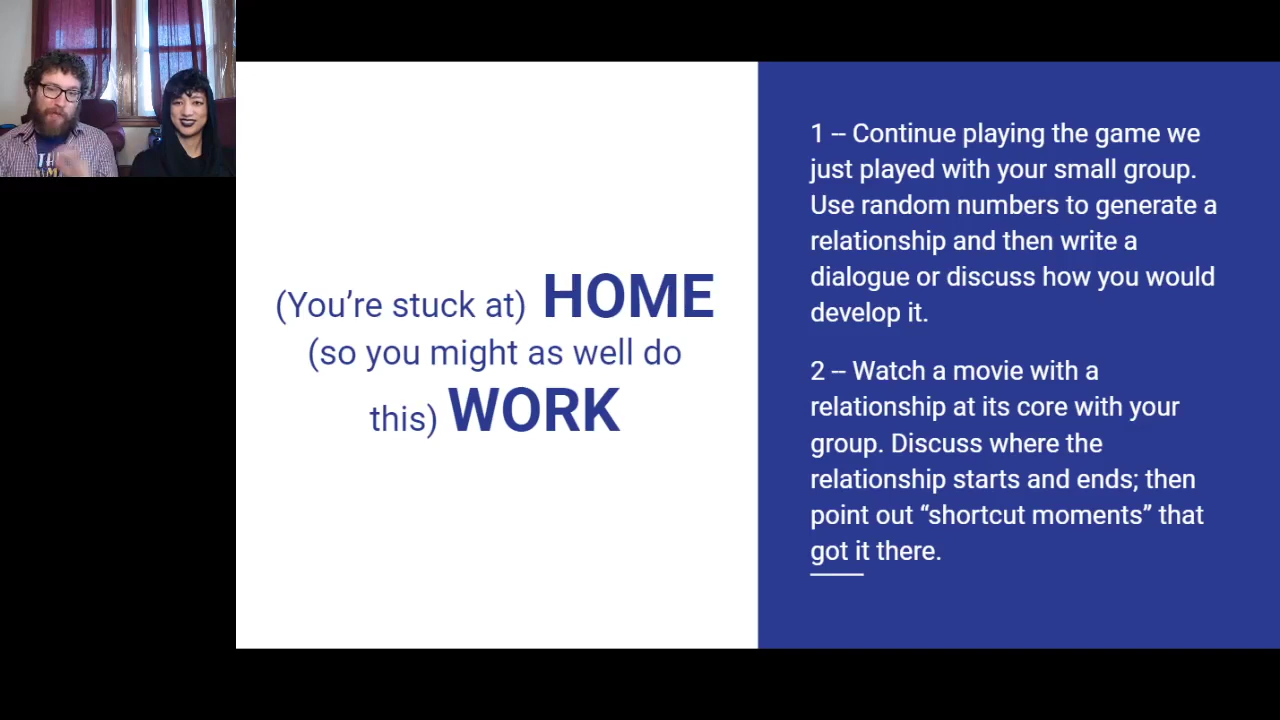 (You’re stuck at) HOME
(so you might as well do
this) WORK
1 -- Continue playing the game we
just played with your small group.
Use random numbers to generate a
relationship and then write a
dialogue or discuss how you would
develop it.
2 -- Watch a movie with a
relationship at its core with your
group. Discuss where the
relationship starts and ends; then
point out “shortcut moments” that
got it there.